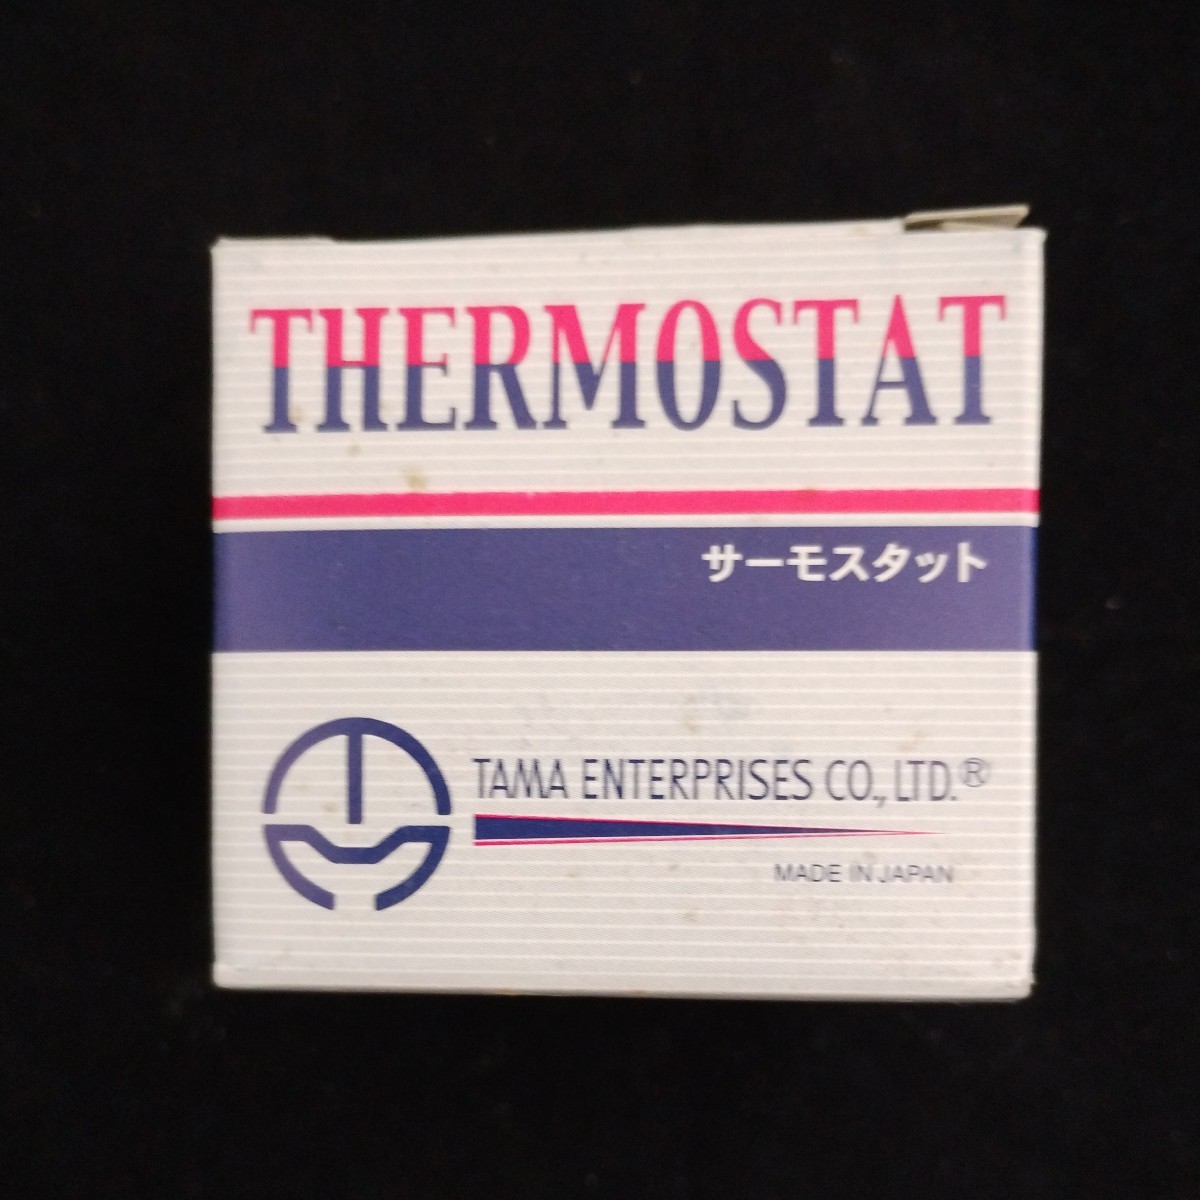 THERMOSTAT
サーモスタット
TAMA ENTERPRISES CO., LTD.®
MADE IN JAPAN